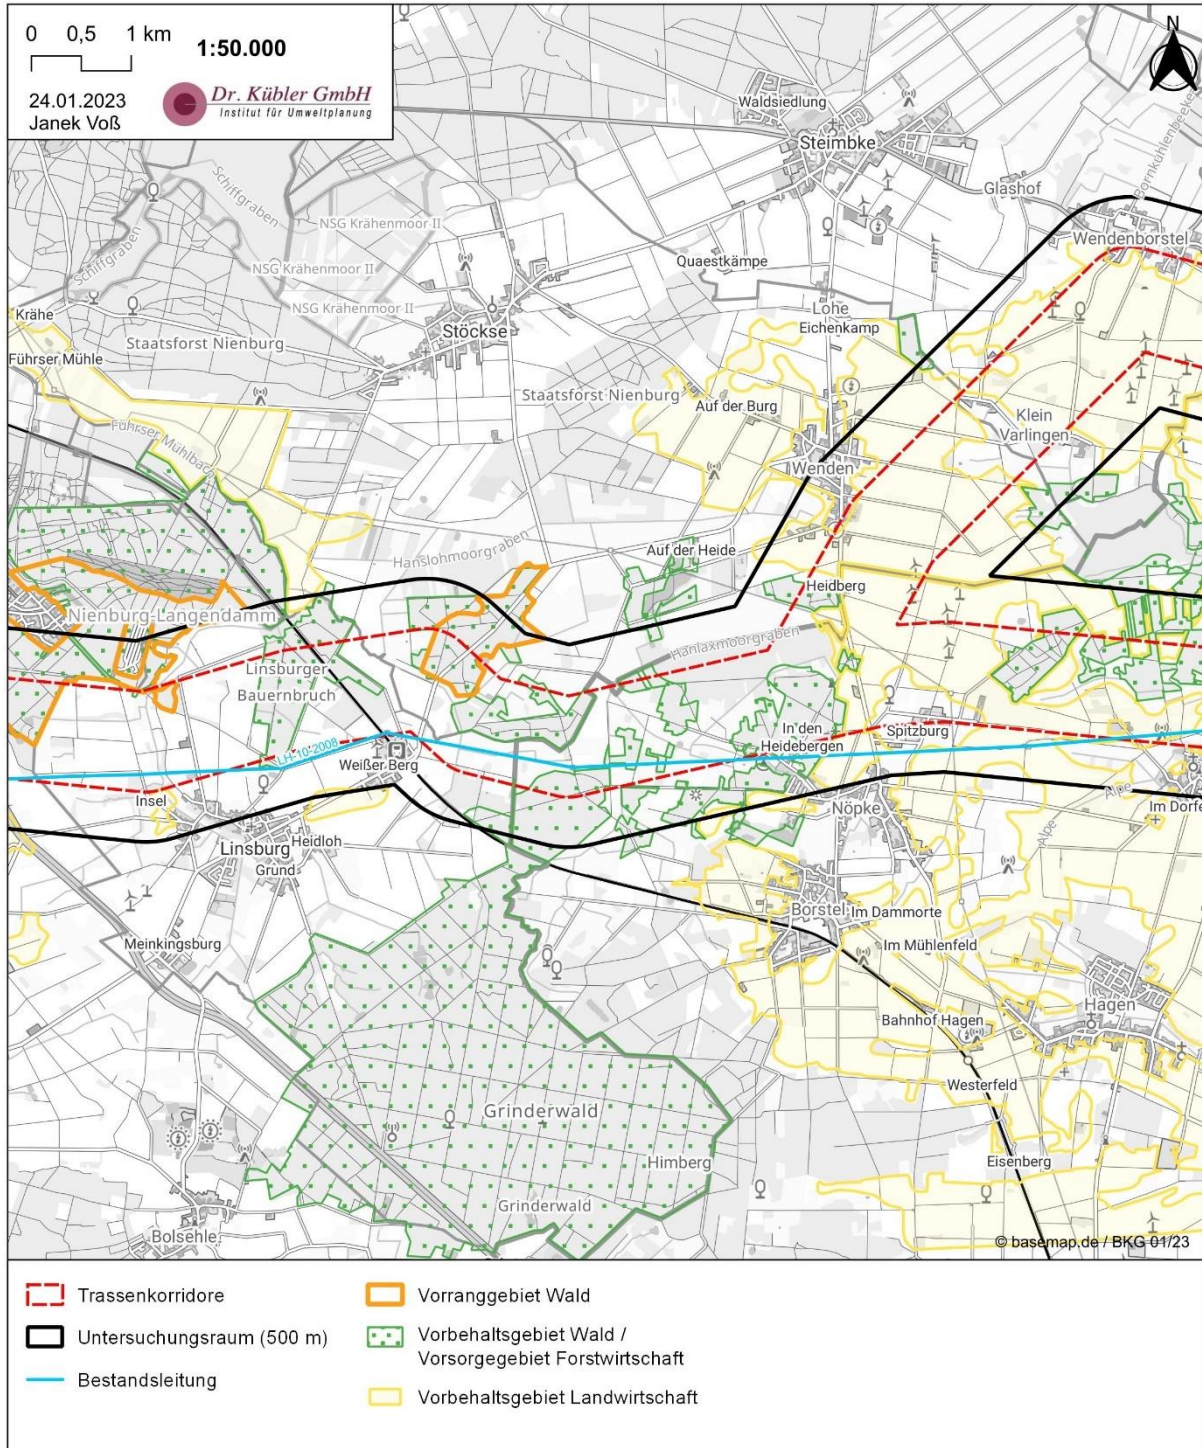 0 0,5 1 km
1:50.000
24.01.2023
Janek Voß
Dr. Kübler GmbH
Institut für Umweltplanung
N
Waldsiedlung
Steimbke
Glashof
Bornkühlenbeeke
Wendenborstel
Schiffgraben
NSG Krähenmoor II
Quaestkämpe
NSG Krähenmoor II
Schiffgraben
NSG Krähenmoor II
Krähe
Stöckse
Lohe
Eichenkamp
Staatsforst Nienburg
Führser Mühle
Staatsforst Nienburg
Auf der Burg
Klein
Varlingen
Führser Mühlbach
Wenden
Hanslohmoorgraben
Auf der Heide
Heidberg
Nienburg-Langendamm
Hanlaxmoorgraben
Linsburger
Bauernbruch
In den
Heidebergen
Spitzburg
LH-10-2008
Weißer Berg
Insel
Nöpke
Alpe
Im Dorfe
Linsburg
Heidloh
Grund
Alpe
Borstel
Im Dammorte
Meinkingsburg
Im Mühlenfeld
Hagen
Bahnhof Hagen
Westerfeld
Grinderwald
Himberg
Eisenberg
Grinderwald
Bolsehle
© basemap.de / BKG 01/23
Trassenkorridore
Untersuchungsraum (500 m)
Bestandsleitung
Vorranggebiet Wald
Vorbehaltsgebiet Wald /
Vorsorgegebiet Forstwirtschaft
Vorbehaltsgebiet Landwirtschaft